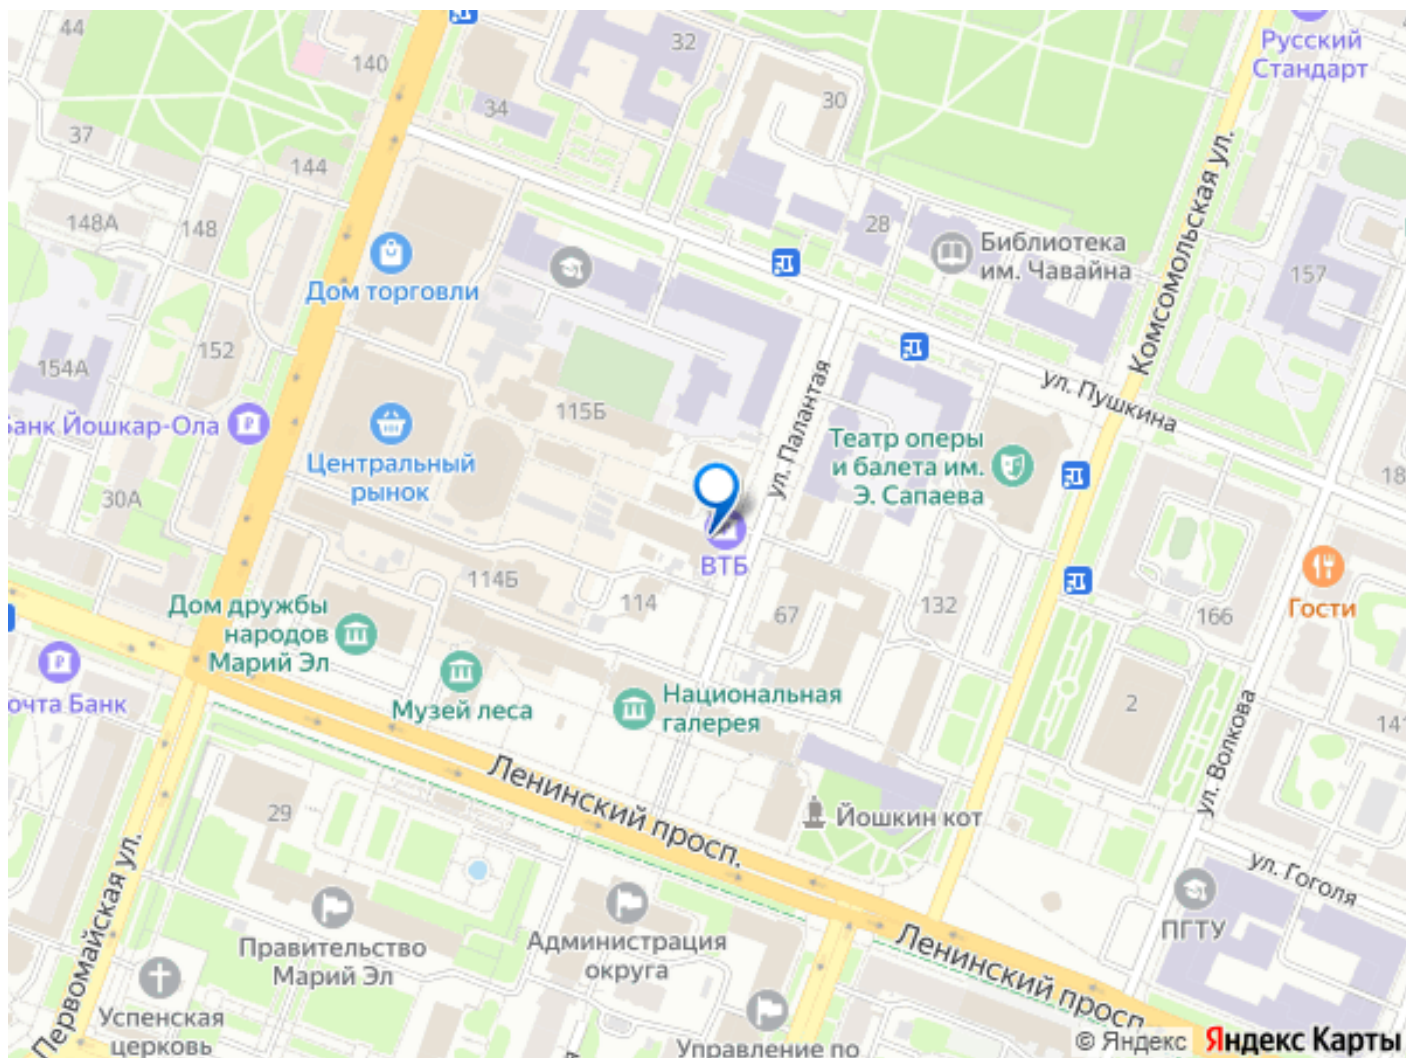 44
140
32
Русский
Стандарт
34
30
37
144
148А
148
28
Библиотека
им. Чавайна
Комсомольская ул.
157
Дом торговли
152
154А
ул. Палантая
ул. Пушкина
115Б
Банк Йошкар-Ола
Центральный
рынок
Театр оперы
и балета им.
Э. Сапаева
18
30А
ВТБ
114Б
114
67
132
166
Гости
Дом дружбы
народов
Марий Эл
очта Банк
Музей леса
Национальная
галерея
2
141
ул. Волкова
Ленинский просп.
29
Йошкин кот
ул. Гоголя
Первомайская ул.
Правительство
Марий Эл
Администрация
округа
ПГТУ
Ленинский просп.
Успенская
церковь
Управление по
© Яндекс Яндекс Карты